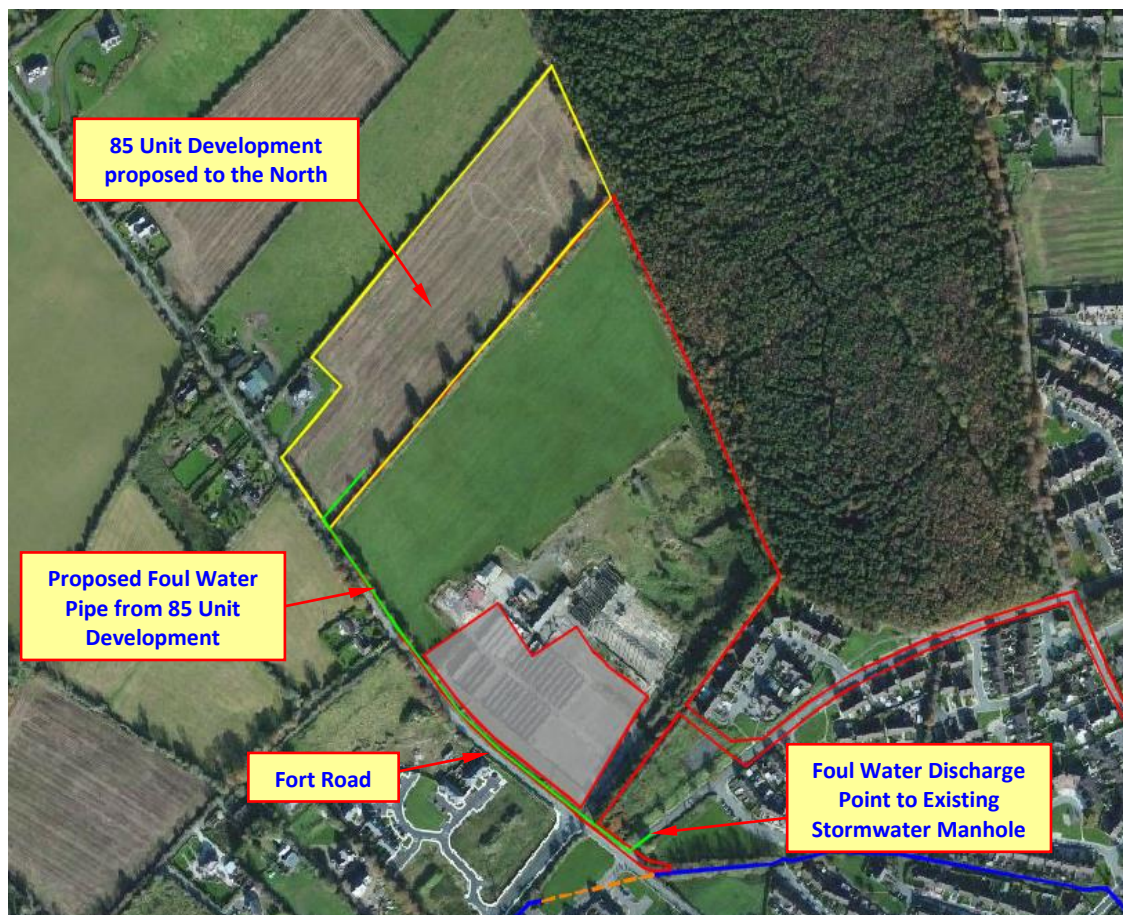 85 Unit Development
proposed to the North
Proposed Foul Water
Pipe from 85 Unit
Development
Fort Road
Foul Water Discharge
Point to Existing
Stormwater Manhole